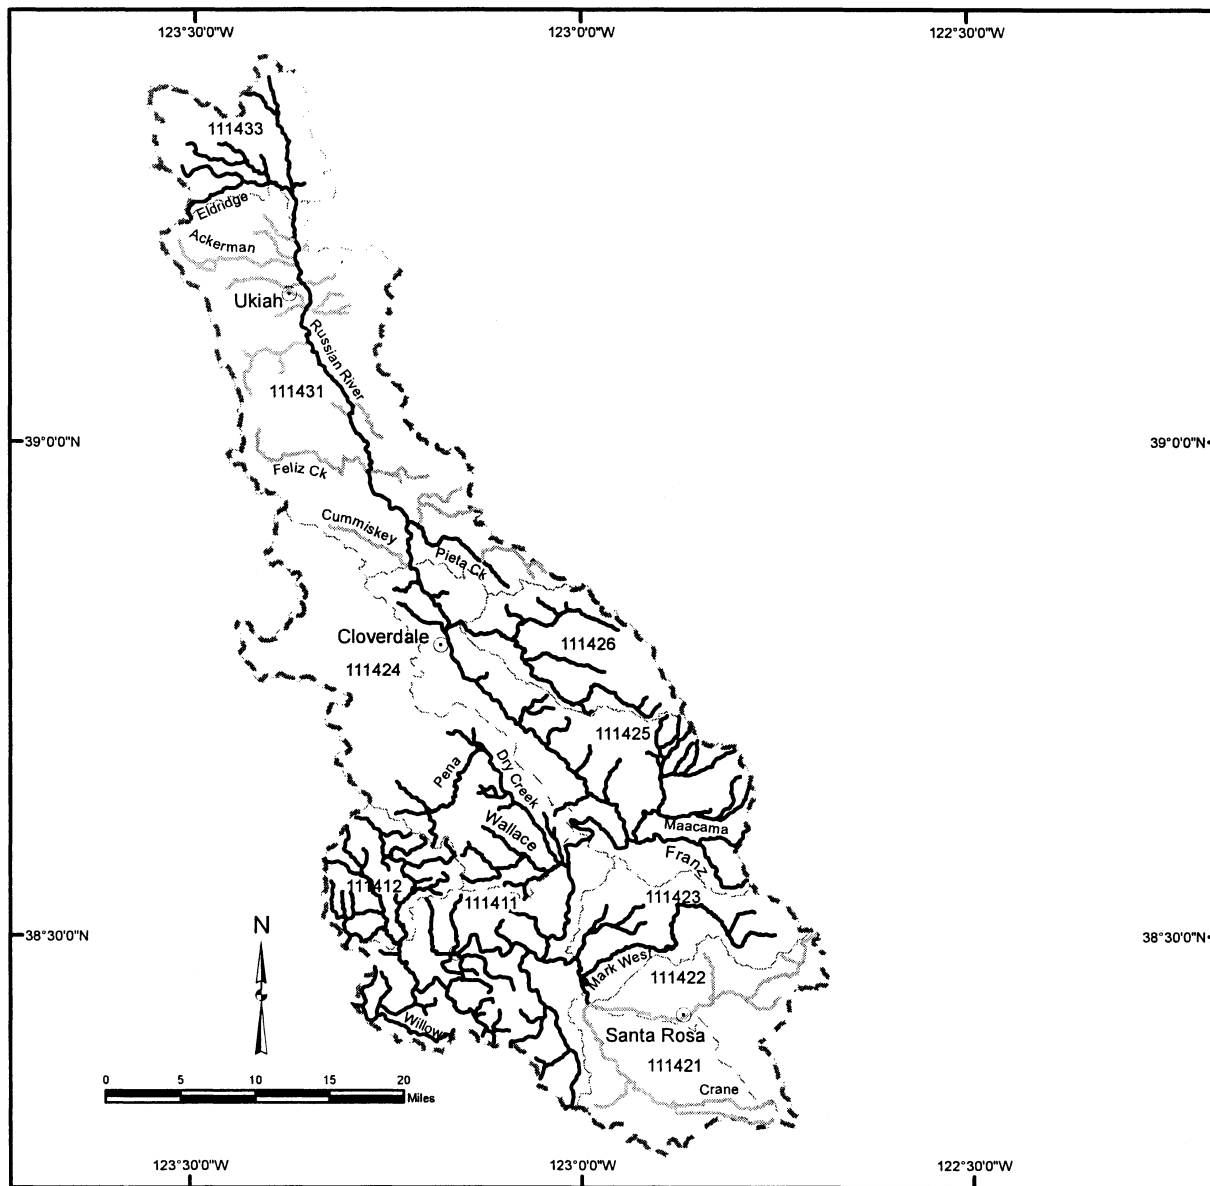 123°30'0"W
123°0'0"W
122°30'0"W
111433
Eldridge
Ackerman
Ukiah
Russian River
111431
39°0'0"N
39°0'0"N
Feliz Ck
Cummiskey
Pieta Ck
Cloverdale
111426
111424
111425
Pena
Dry Creek
Wallace
Maacama
Franz
111412
111411
111423
N
38°30'0"N
38°30'0"N
Mark West
111422
Willow
Santa Rosa
111421
0 5 10 15 20
Miles
Crane
123°30'0"W
123°0'0"W
122°30'0"W